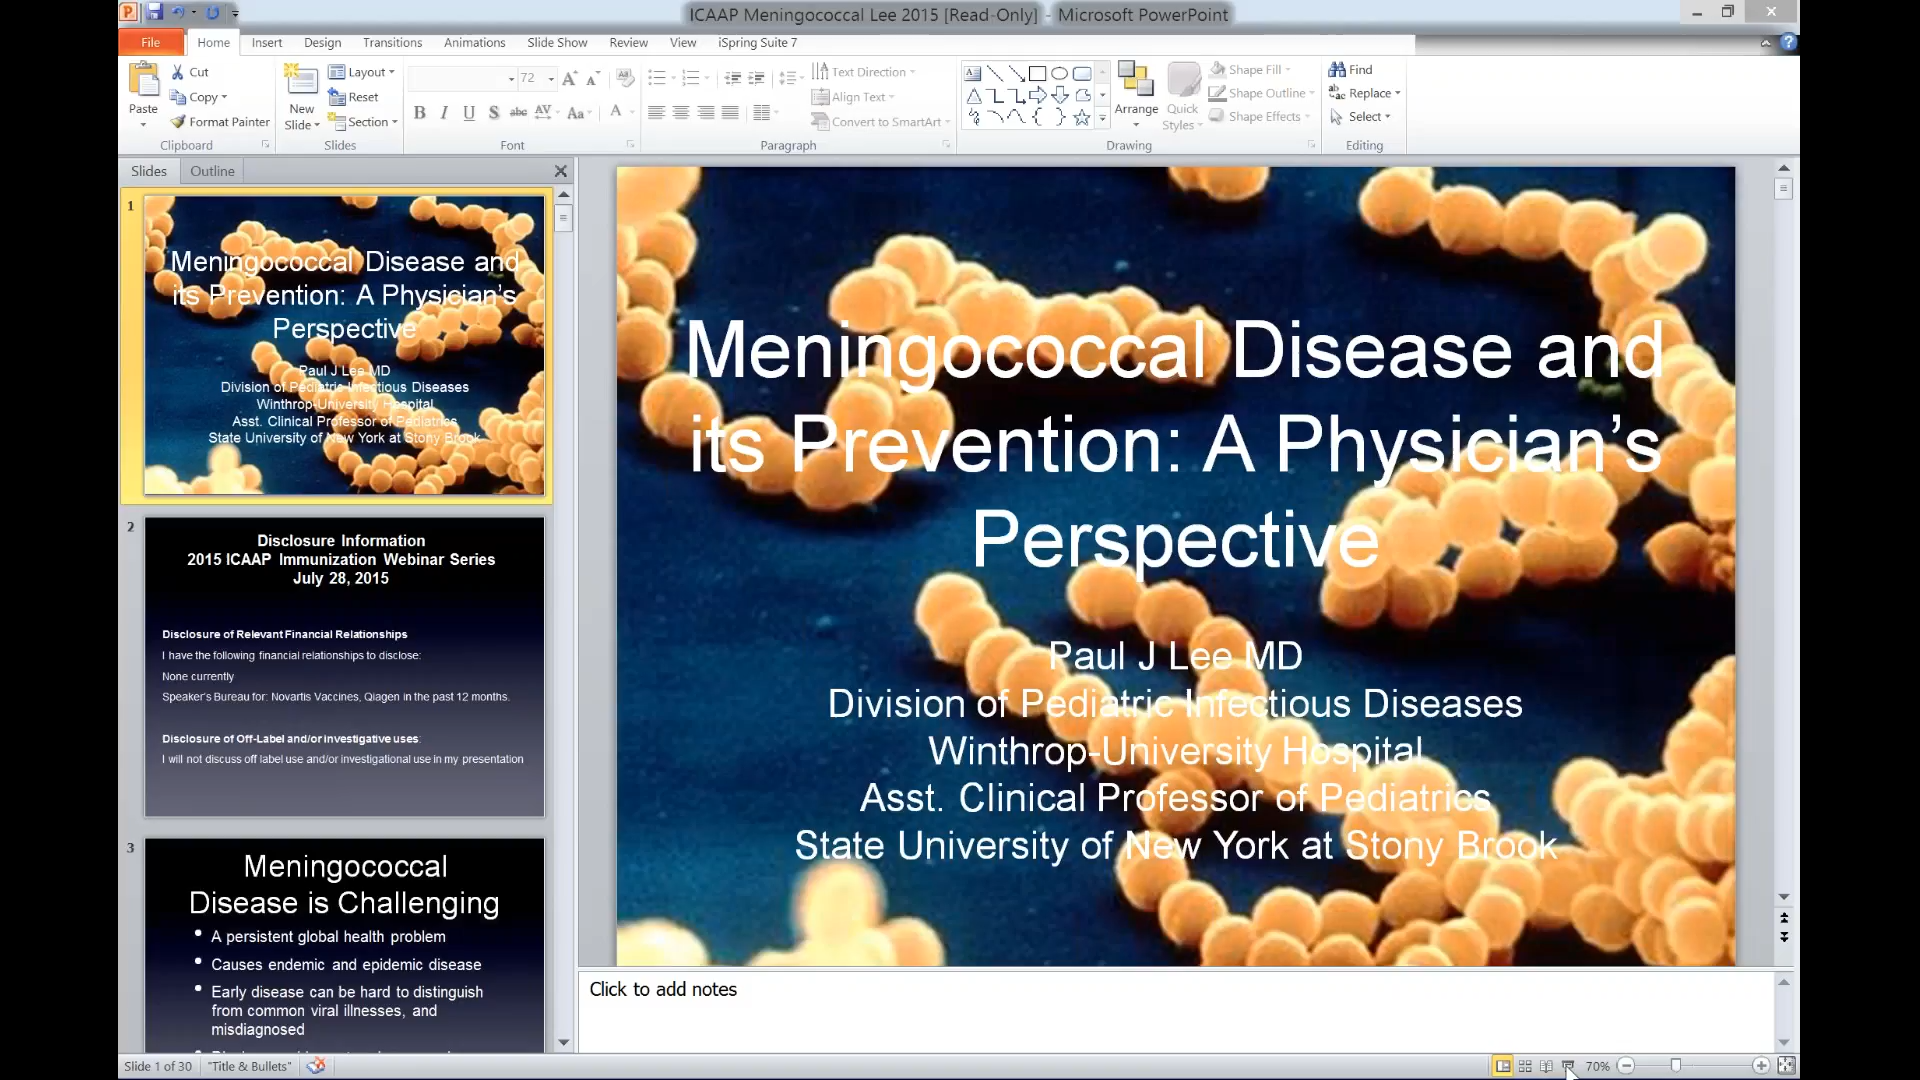 ICAAP Meningococcal Lee 2015 [Read-Only] - Microsoft PowerPoint
File Home Insert Design Transitions Animations Slide Show Review View iSpring Suite 7
Paste
Cut
Copy
Format Painter
Clipboard
New Slide
Layout
Reset
Section
Slides
72
Font
Text Direction
Align Text
Convert to SmartArt
Paragraph
Arrange
Quick Styles
Shape Fill
Shape Outline
Shape Effects
Drawing
Find
Replace
Select
Editing
Slides Outline
1
Meningococcal Disease and
its Prevention: A Physician's
Perspective
Paul J Lee MD
Division of Pediatric Infectious Diseases
Winthrop-University Hospital
Asst. Clinical Professor of Pediatrics
State University of New York at Stony Brook
2
Disclosure Information
2015 ICAAP Immunization Webinar Series
July 28, 2015
Disclosure of Relevant Financial Relationships
I have the following financial relationships to disclose:
None currently
Speaker's Bureau for: Novartis Vaccines, Qiagen in the past 12 months.
Disclosure of Off-Label and/or investigative uses:
I will not discuss off label use and/or investigational use in my presentation
3
Meningococcal
Disease is Challenging
• A persistent global health problem
• Causes endemic and epidemic disease
• Early disease can be hard to distinguish
from common viral illnesses, and
misdiagnosed
Meningococcal Disease and
its Prevention: A Physician's
Perspective
Paul J Lee MD
Division of Pediatric Infectious Diseases
Winthrop-University Hospital
Asst. Clinical Professor of Pediatrics
State University of New York at Stony Brook
Click to add notes
Slide 1 of 30 "Title & Bullets" 70%